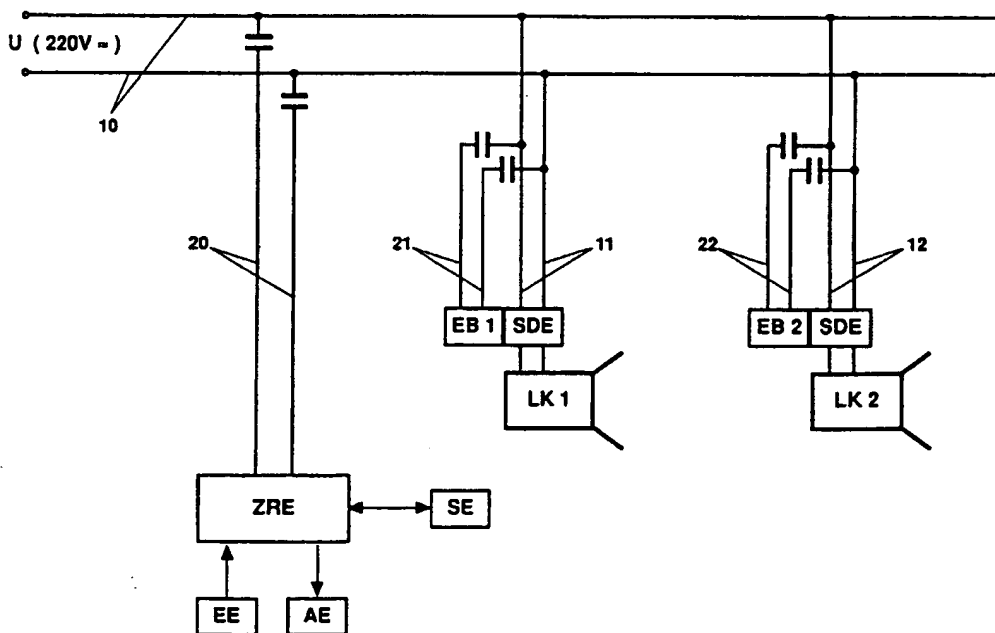 U ( 220V ≈ )
10
20
21
11
22
12
EB 1 SDE
EB 2 SDE
LK 1
LK 2
ZRE
SE
EE
AE